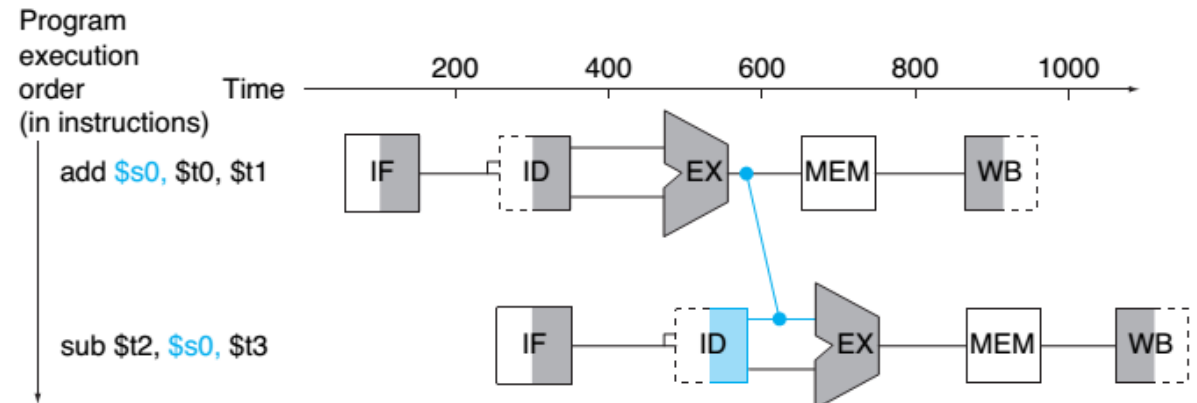 Program
execution
order
(in instructions)
Time
200 400 600 800 1000
add $s0, $t0, $t1
IF ID EX MEM WB
sub $t2, $s0, $t3
IF ID EX MEM WB